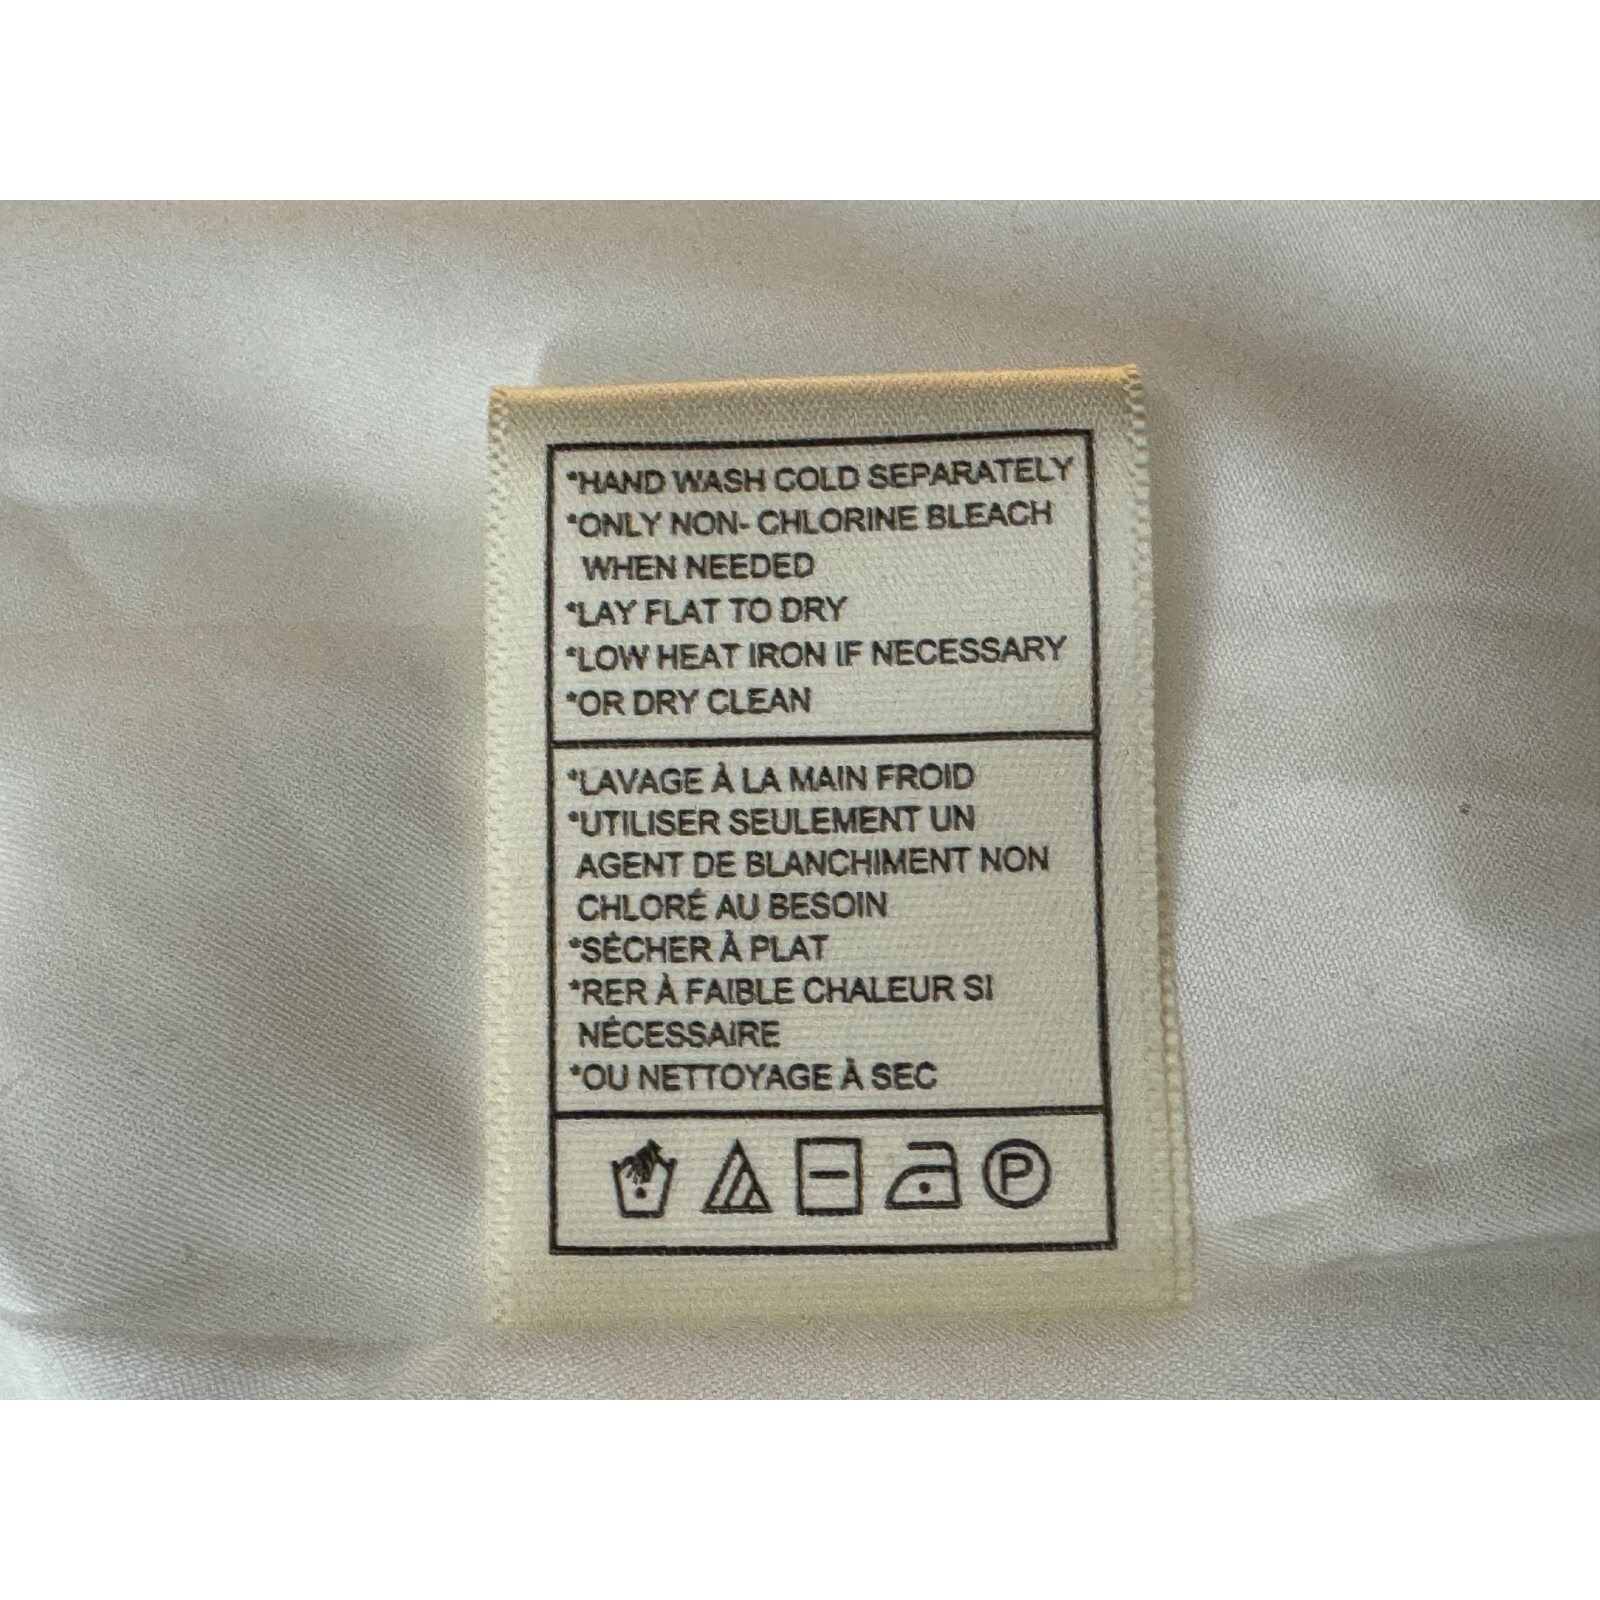 *HAND WASH COLD SEPARATELY
*ONLY NON- CHLORINE BLEACH
WHEN NEEDED
*LAY FLAT TO DRY
*LOW HEAT IRON IF NECESSARY
*OR DRY CLEAN
*LAVAGE À LA MAIN FROID
*UTILISER SEULEMENT UN
AGENT DE BLANCHIMENT NON
CHLORÉ AU BESOIN
*SÉCHER À PLAT
*RER À FAIBLE CHALEUR SI
NÉCESSAIRE
*OU NETTOYAGE À SEC
P